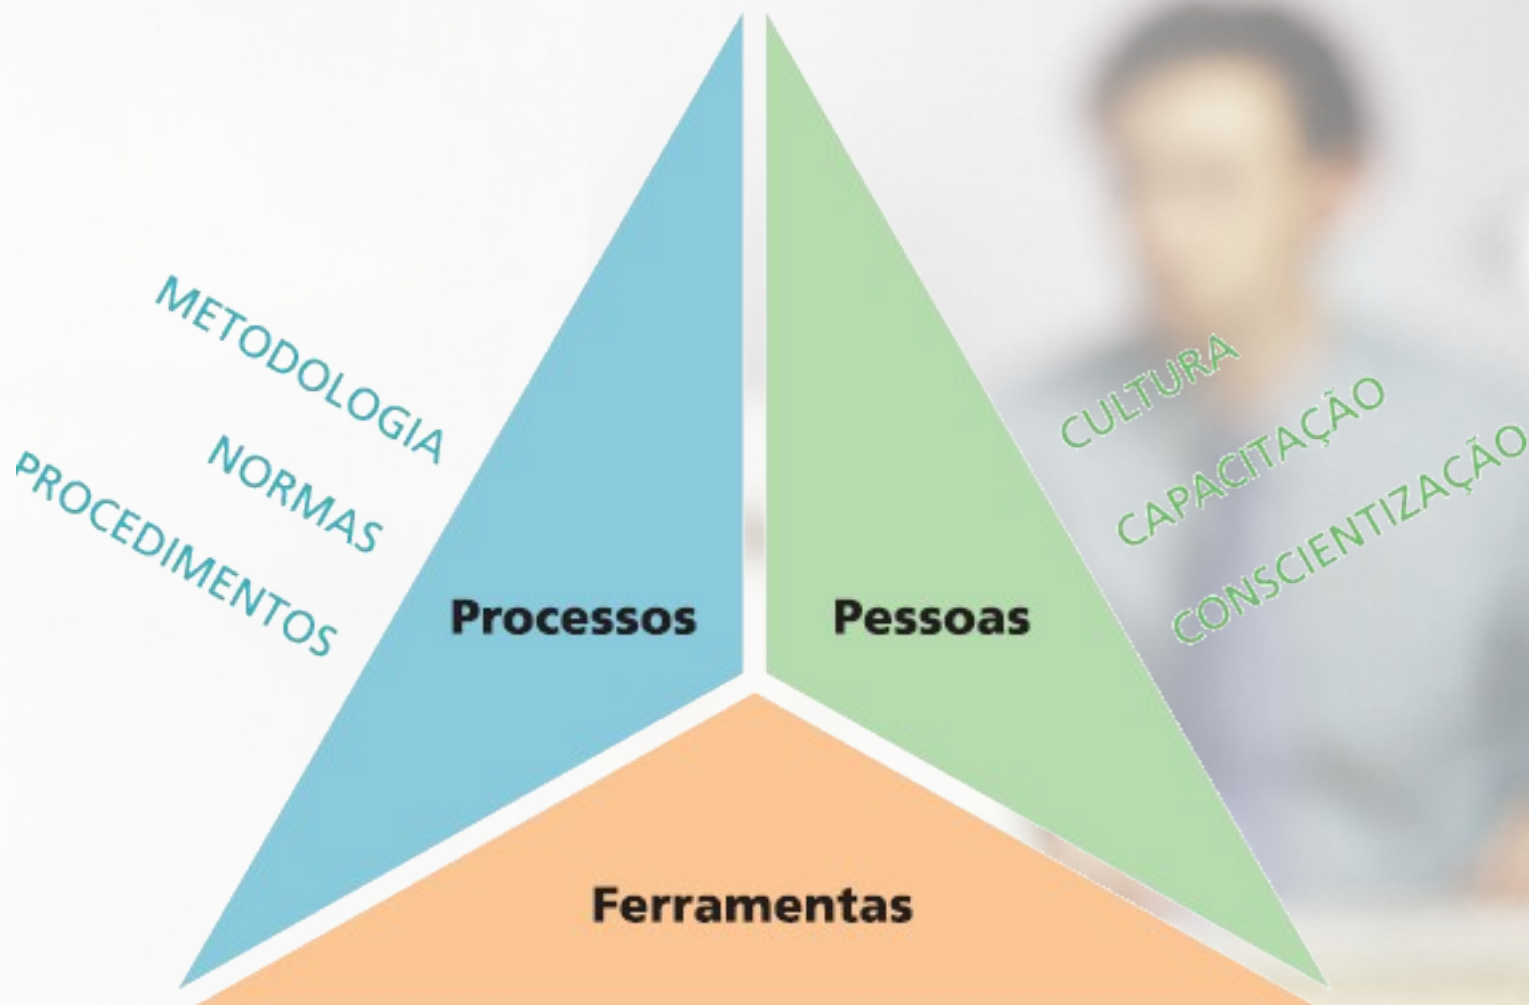 METODOLOGIA
NORMAS
PROCEDIMENTOS
Processos
Pessoas
CULTURA
CAPACITAÇÃO
CONSCIENTIZAÇÃO
Ferramentas